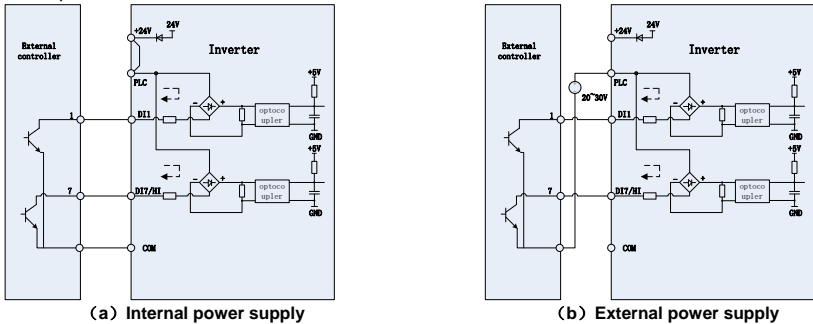 External
controller
1
7
+24V
24V
Inverter
PLC
DI1
DI7/HI
COM
- +
optoco
upler
+5V
GND
- +
optoco
upler
+5V
GND
(a) Internal power supply
External
controller
1
7
20~30V
+24V
24V
Inverter
PLC
DI1
DI7/HI
COM
- +
optoco
upler
+5V
GND
- +
optoco
upler
+5V
GND
(b) External power supply